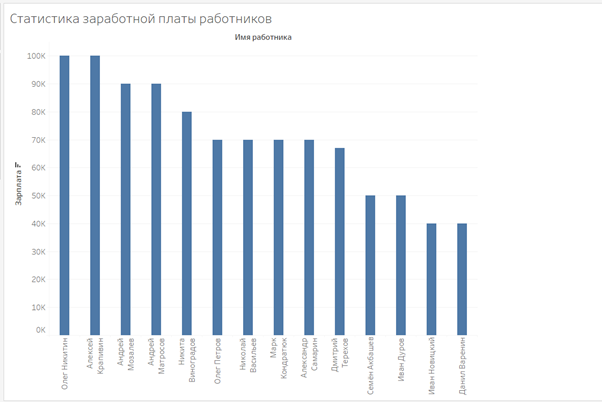 Статистика заработной платы работников
Имя работника
100K
90K
80K
70K
60K
50K
40K
30K
20K
10K
0K
Зарплата
Олег Никитин
Алексей
Крапивин
Андрей
Мозалев
Андрей
Матросов
Никита
Виноградов
Олег Петров
Николай
Васильев
Марк
Кондратюк
Александр
Самарин
Дмитрий
Терехов
Семён Акбашев
Иван Дуров
Иван Новицкий
Данил Варенин